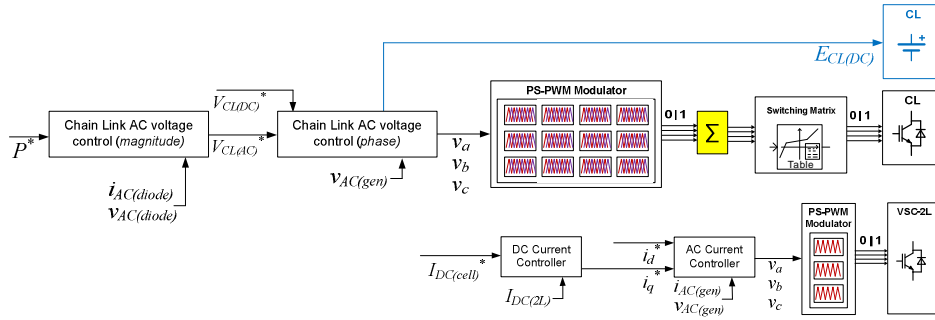 CL
E_CL(DC)
V_CL(DC)*
PS-PWM Modulator
0|1
Switching Matrix
0|1
CL
Chain Link AC voltage
control (magnitude)
Chain Link AC voltage
control (phase)
Σ
P*
V_CL(AC)*
v_a
v_b
v_c
Table
i_AC(diode)
v_AC(diode)
v_AC(gen)
PS-PWM
Modulator
VSC-2L
0|1
I_DC(cell)*
DC Current
Controller
i_d*
i_q*
AC Current
Controller
v_a
v_b
v_c
I_DC(2L)
i_AC(gen)
v_AC(gen)